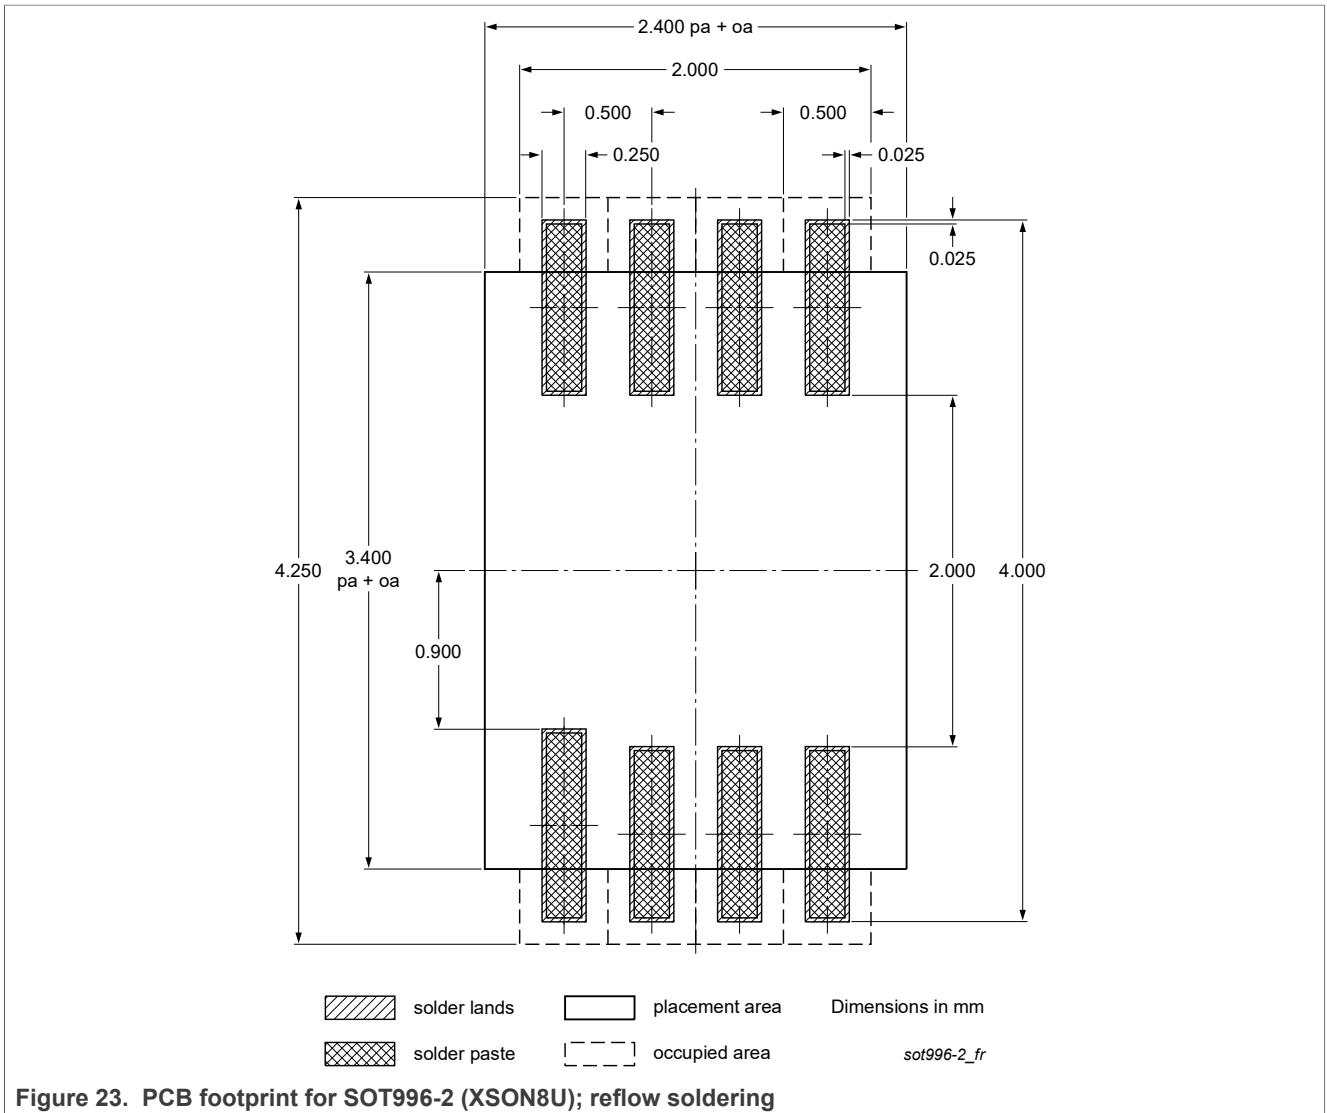 2.400 pa + oa
2.000
0.500
0.500
0.250
0.025
0.025
4.250
3.400
pa + oa
2.000
4.000
0.900
solder lands
placement area
Dimensions in mm
solder paste
occupied area
sot996-2_fr
Figure 23. PCB footprint for SOT996-2 (XSON8U); reflow soldering